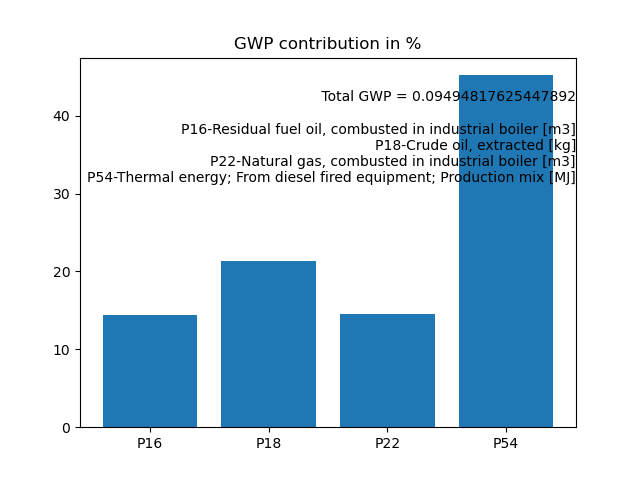 GWP contribution in %
Total GWP = 0.09494817625447892
P16-Residual fuel oil, combusted in industrial boiler [m3]
P18-Crude oil, extracted [kg]
P22-Natural gas, combusted in industrial boiler [m3]
P54-Thermal energy; From diesel fired equipment; Production mix [MJ]
40
30
20
10
0
P16 P18 P22 P54